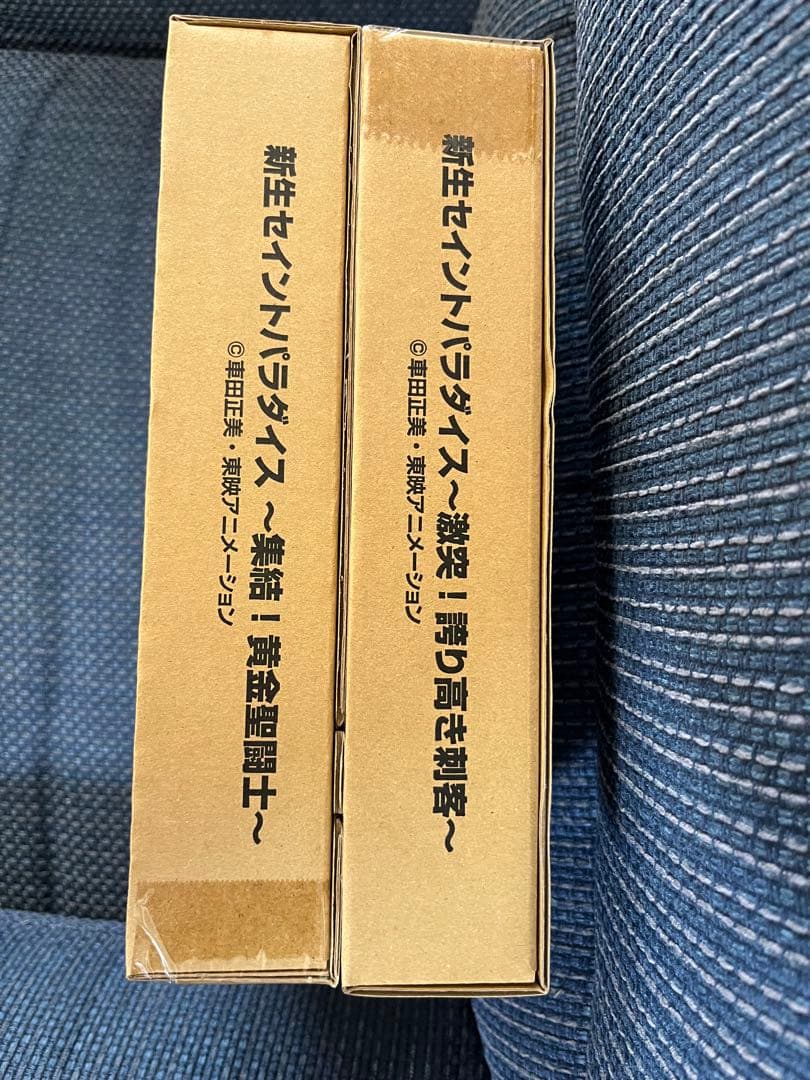 新生セイントパラダイス ～集結！黄金聖闘士～
©車田正美・東映アニメーション
新生セイントパラダイス～激突！誇り高き刺客～
©車田正美・東映アニメーション